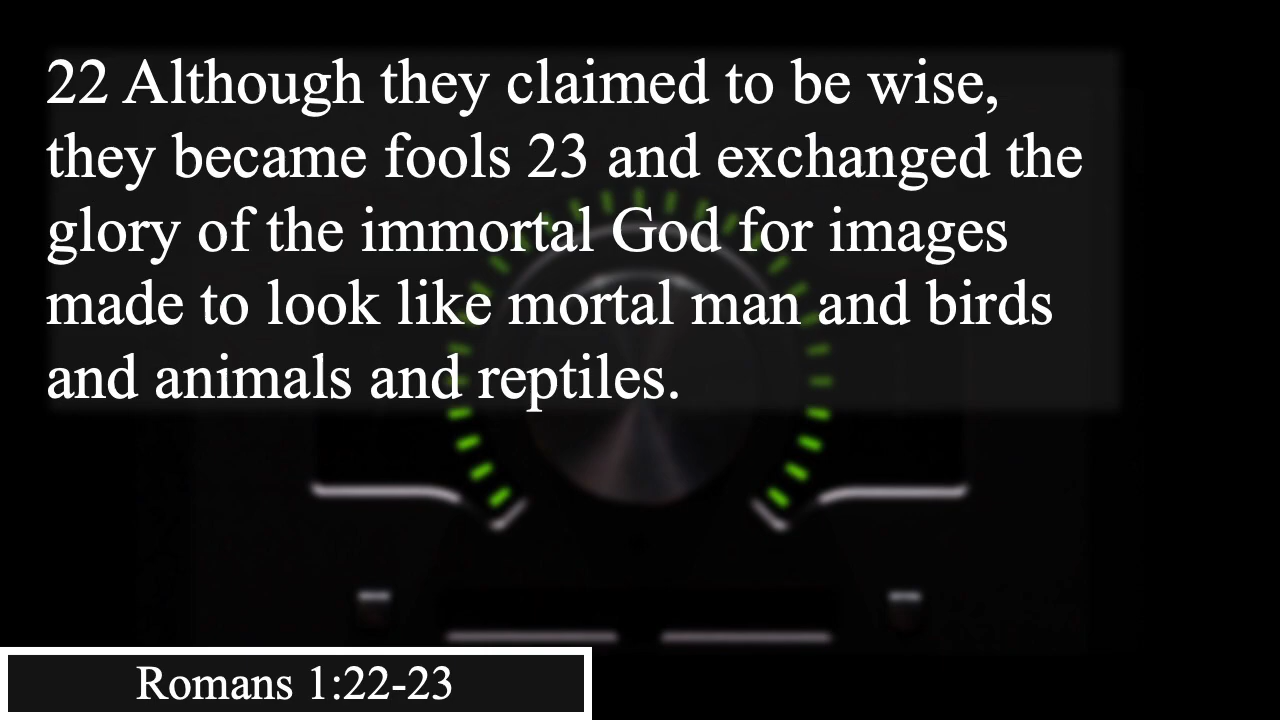 22 Although they claimed to be wise,
they became fools 23 and exchanged the
glory of the immortal God for images
made to look like mortal man and birds
and animals and reptiles.
Romans 1:22-23